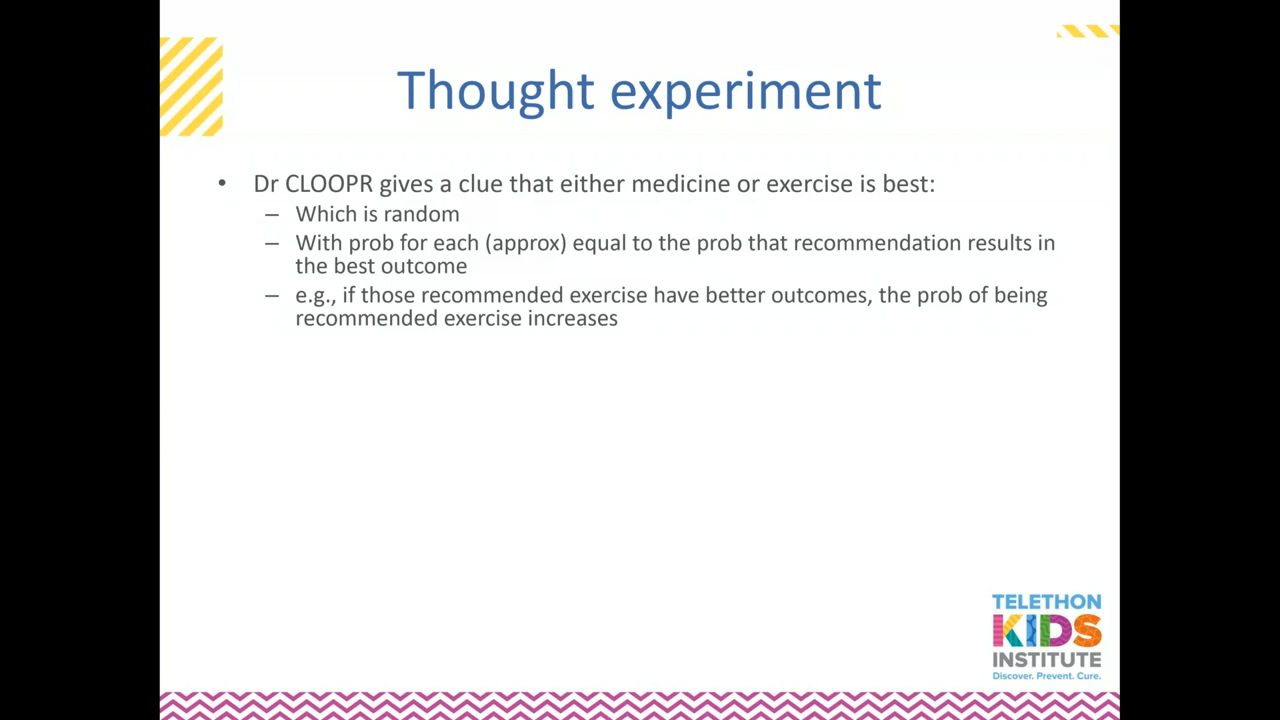 Thought experiment
• Dr CLOOPR gives a clue that either medicine or exercise is best:
– Which is random
– With prob for each (approx) equal to the prob that recommendation results in
the best outcome
– e.g., if those recommended exercise have better outcomes, the prob of being
recommended exercise increases
TELETHON
KIDS
INSTITUTE
Discover. Prevent. Cure.